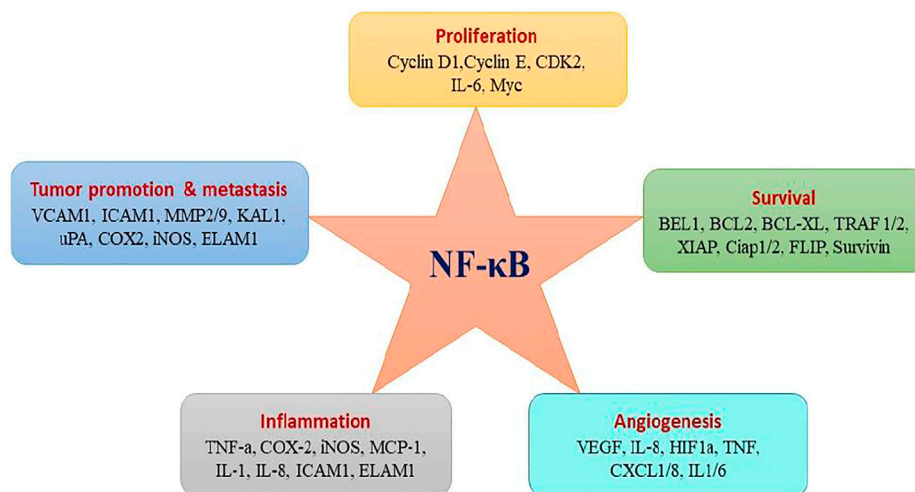 Proliferation
Cyclin D1,Cyclin E, CDK2,
IL-6, Myc
Tumor promotion & metastasis
VCAM1, ICAM1, MMP2/9, KAL1,
uPA, COX2, iNOS, ELAM1
Survival
BEL1, BCL2, BCL-XL, TRAF1/2,
XIAP, Ciap1/2, FLIP, Survivin
NF-κB
Inflammation
TNF-a, COX-2, iNOS, MCP-1,
IL-1, IL-8, ICAM1, ELAM1
Angiogenesis
VEGF, IL-8, HIF1a, TNF,
CXCL1/8, IL1/6